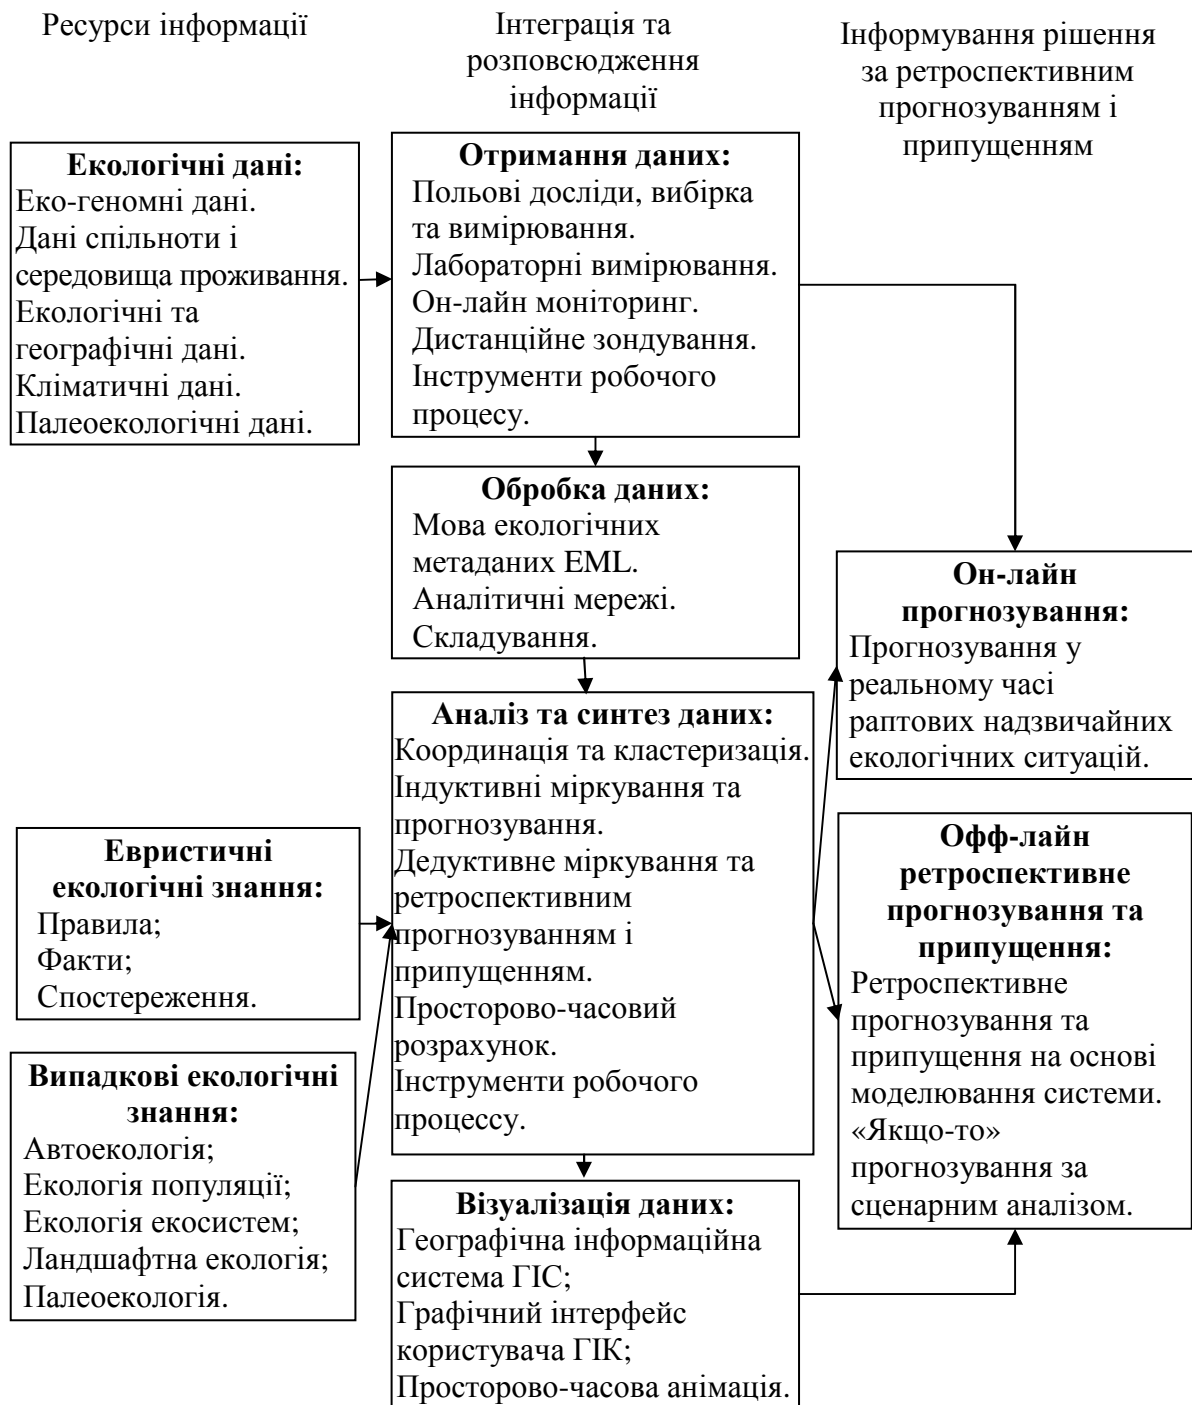 Ресурси інформації
Інтеграція та
розповсюдження
інформації
Інформування рішення
за ретроспективним
прогнозуванням і
припущенням
Екологічні дані:
Еко-геномні дані.
Дані спільноти і
середовища проживання.
Екологічні та
географічні дані.
Кліматичні дані.
Палеоекологічні дані.
Отримання даних:
Польові досліди, вибірка
та вимірювання.
Лабораторні вимірювання.
Он-лайн моніторинг.
Дистанційне зондування.
Інструменти робочого
процесу.
Обробка даних:
Мова екологічних
метаданих EML.
Аналітичні мережі.
Складування.
Он-лайн
прогнозування:
Прогнозування у
реальному часі
раптових надзвичайних
екологічних ситуацій.
Аналіз та синтез даних:
Координація та кластеризація.
Індуктивні міркування та
прогнозування.
Дедуктивне міркування та
ретроспективним
прогнозуванням і
припущенням.
Просторово-часовий
розрахунок.
Інструменти робочого
процессу.
Евристичні
екологічні знання:
Правила;
Факти;
Спостереження.
Офф-лайн
ретроспективне
прогнозування та
припущення:
Ретроспективне
прогнозування та
припущення на основі
моделювання системи.
«Якщо-то»
прогнозування за
сценарним аналізом.
Випадкові екологічні
знання:
Автоекологія;
Екологія популяції;
Екологія екосистем;
Ландшафтна екологія;
Палеоекологія.
Візуалізація даних:
Географічна інформаційна
система ГІС;
Графічний інтерфейс
користувача ГІК;
Просторово-часова анімація.